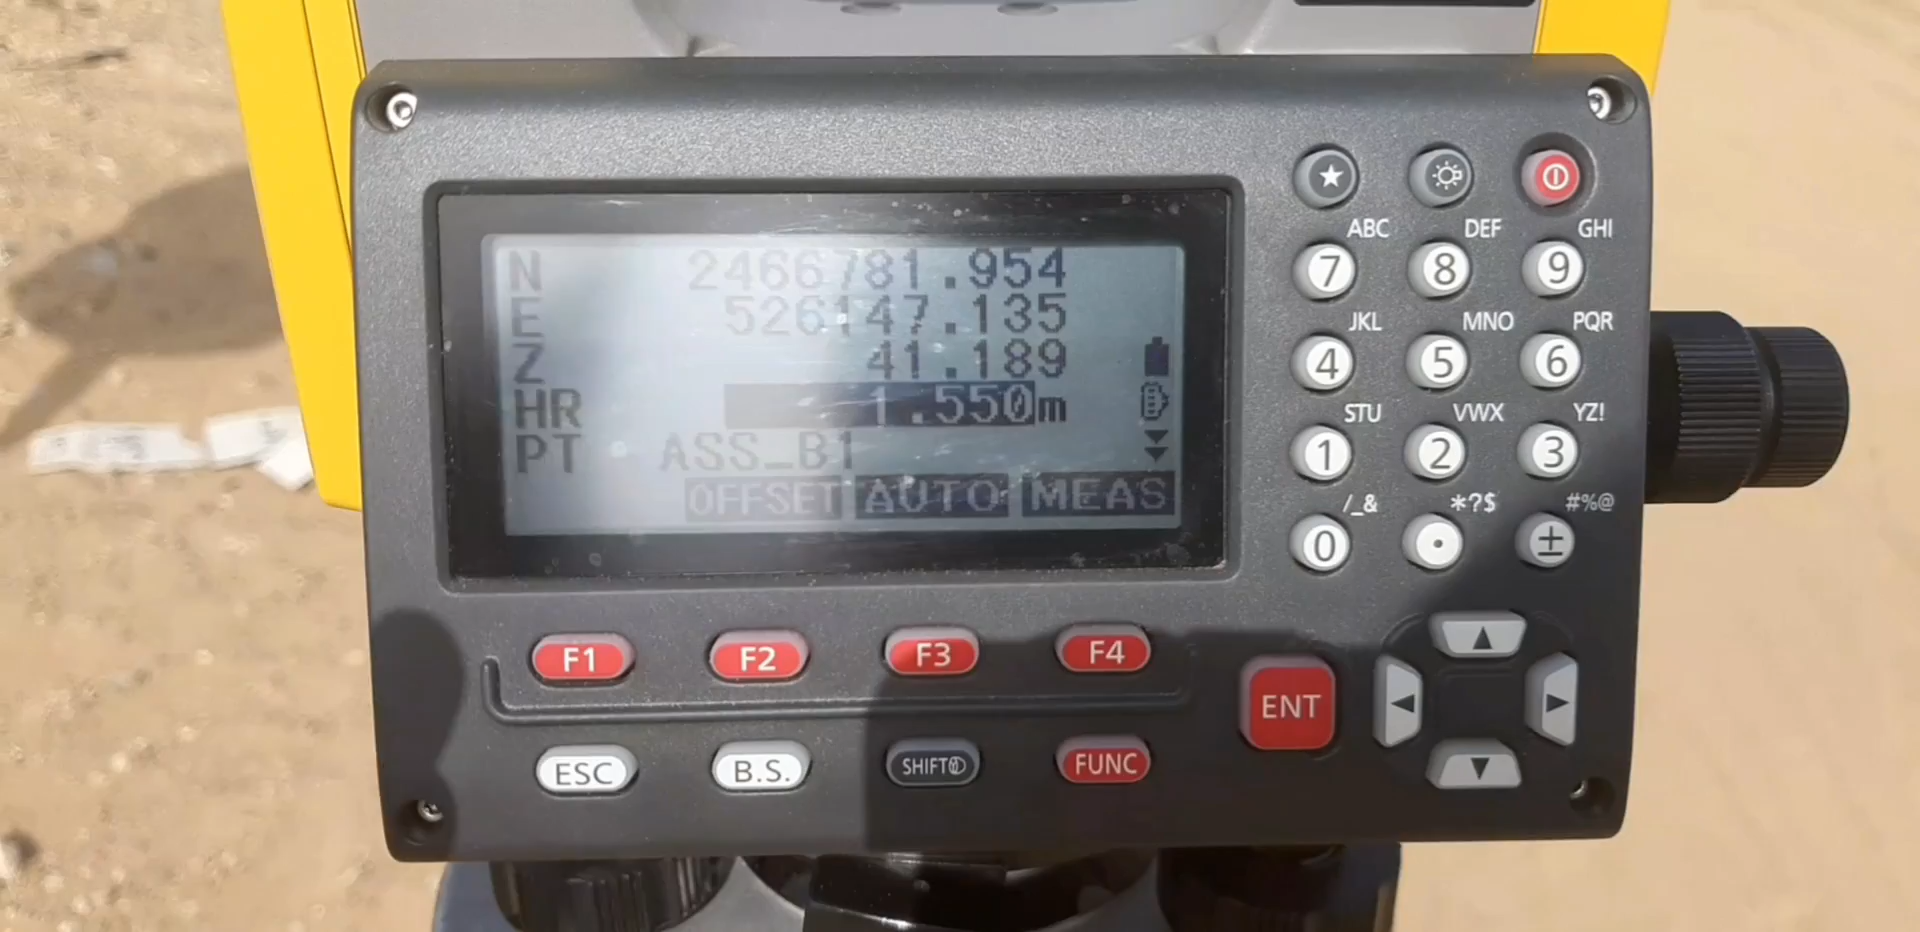 N 2466781.954
E 526147.135
Z 41.189
HR 1.550m
PT ASS_B1
OFFSET AUTO MEAS
ABC DEF GHI
7 8 9
JKL MNO PQR
4 5 6
STU VWX YZ!
1 2 3
/_& *?$ #%@
0 . ±
F1 F2 F3 F4
ENT
ESC B.S. SHIFT FUNC